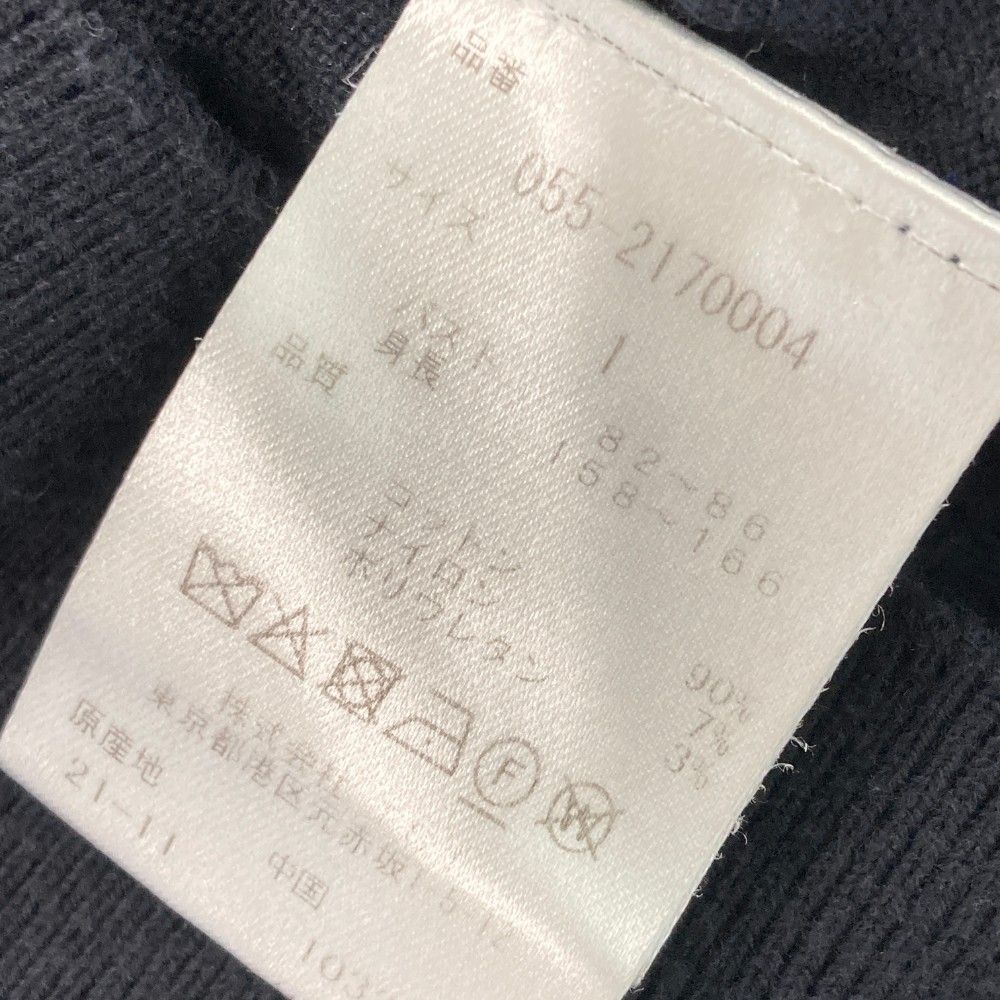 品番
055-2170004
サイズ 1
バスト 82~86
身長 158~166
品質
コットン 90%
ナイロン 7%
ポリウレタン 3%
F
W
株式会社
東京都港区元赤坂
原産地 中国
21-11 103